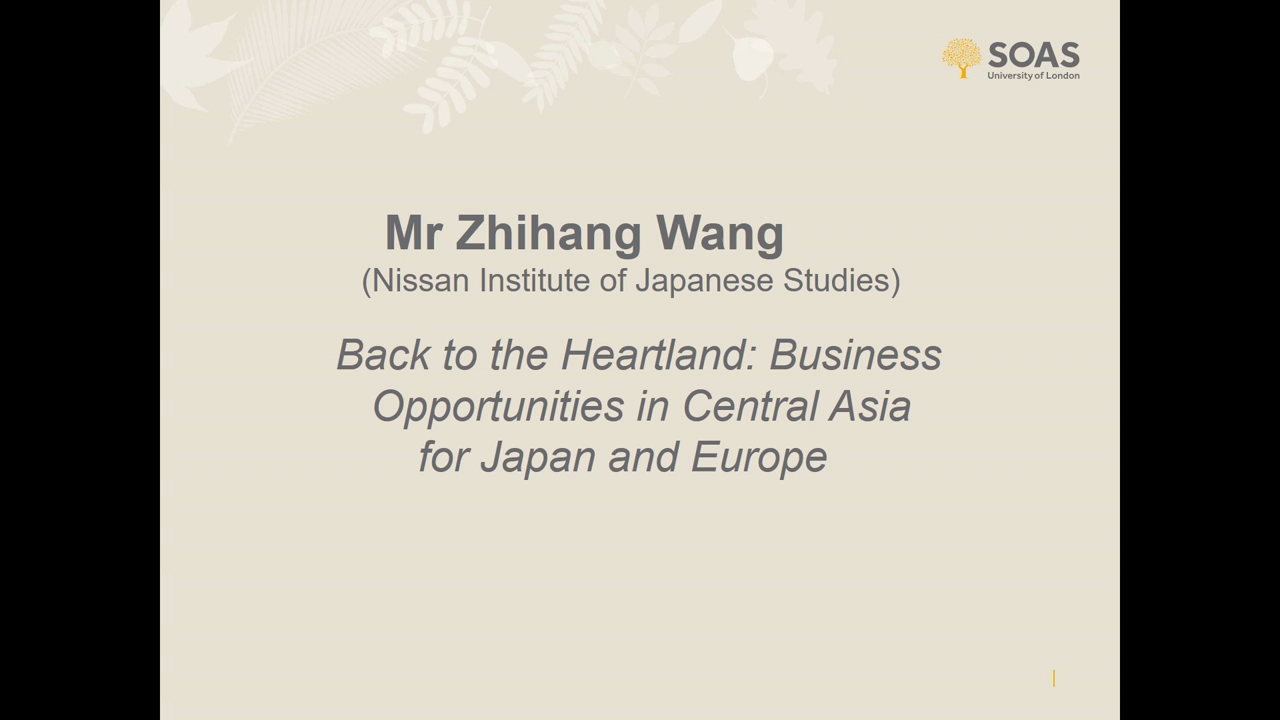 SOAS
University of London
Mr Zhihang Wang
(Nissan Institute of Japanese Studies)
Back to the Heartland: Business
Opportunities in Central Asia
for Japan and Europe